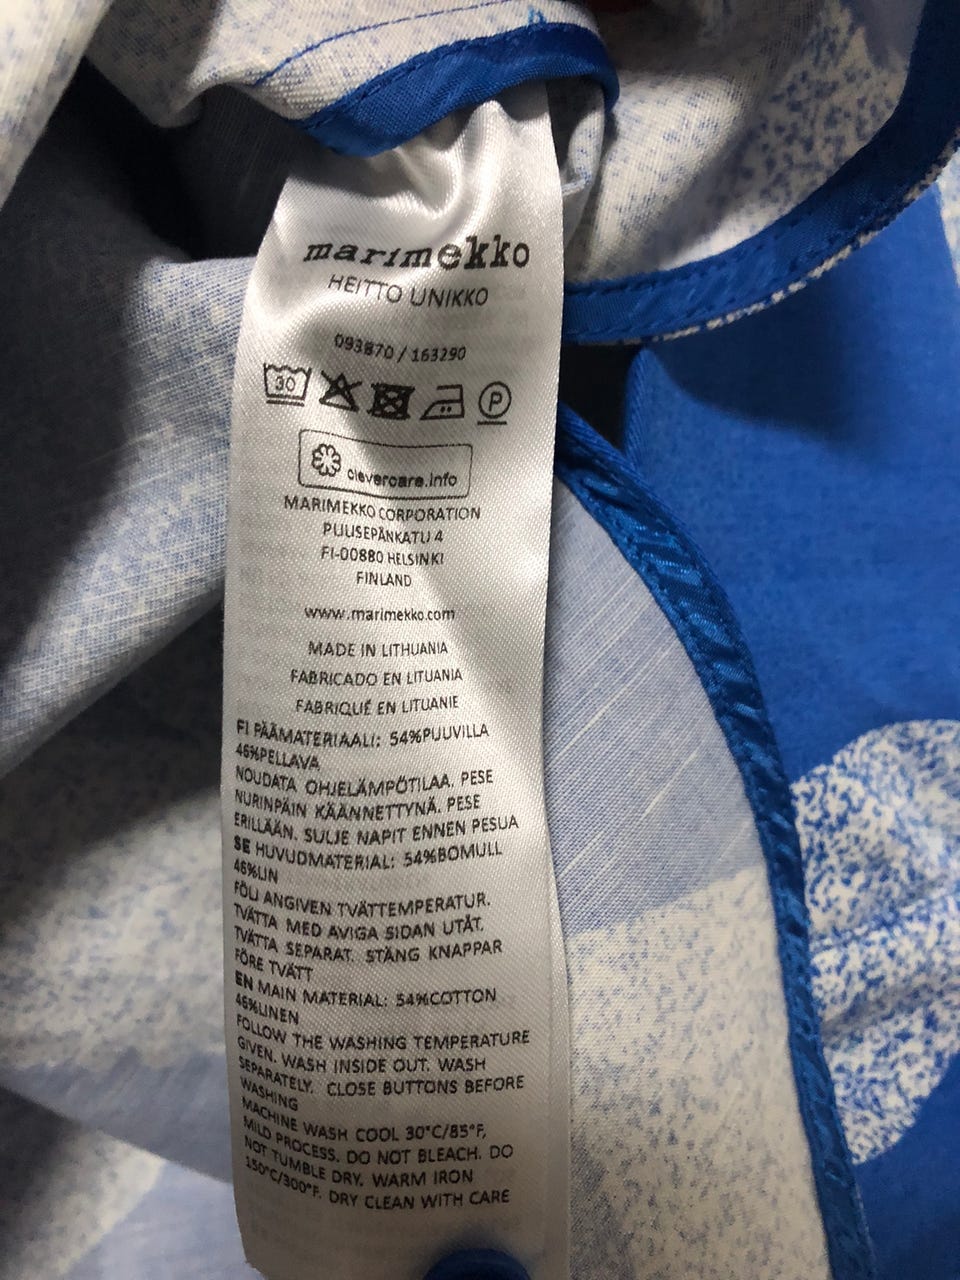 marimekko
HEITTO UNIKKO
093870 / 163290
30
P
clevercare.info
MARIMEKKO CORPORATION
PUUSEPÄNKATU 4
FI-00880 HELSINKI
FINLAND
www.marimekko.com
MADE IN LITHUANIA
FABRICADO EN LITUANIA
FABRIQUÉ EN LITUANIE
FI PÄÄMATERIAALI: 54%PUUVILLA
46%PELLAVA
NOUDATA OHJELÄMPÖTILAA. PESE
NURINPÄIN KÄÄNNETTYNÄ. PESE
ERILLÄÄN. SULJE NAPIT ENNEN PESUA
SE HUVUDMATERIAL: 54%BOMULL
46%LIN
FÖLJ ANGIVEN TVÄTTEMPERATUR.
TVÄTTA MED AVIGA SIDAN UTÅT.
TVÄTTA SEPARAT. STÄNG KNAPPAR
FÖRE TVÄTT
EN MAIN MATERIAL: 54%COTTON
46%LINEN
FOLLOW THE WASHING TEMPERATURE
GIVEN. WASH INSIDE OUT. WASH
SEPARATELY. CLOSE BUTTONS BEFORE
WASHING
MACHINE WASH COOL 30°C/85°F,
MILD PROCESS. DO NOT BLEACH. DO
NOT TUMBLE DRY. WARM IRON
150°C/300°F. DRY CLEAN WITH CARE